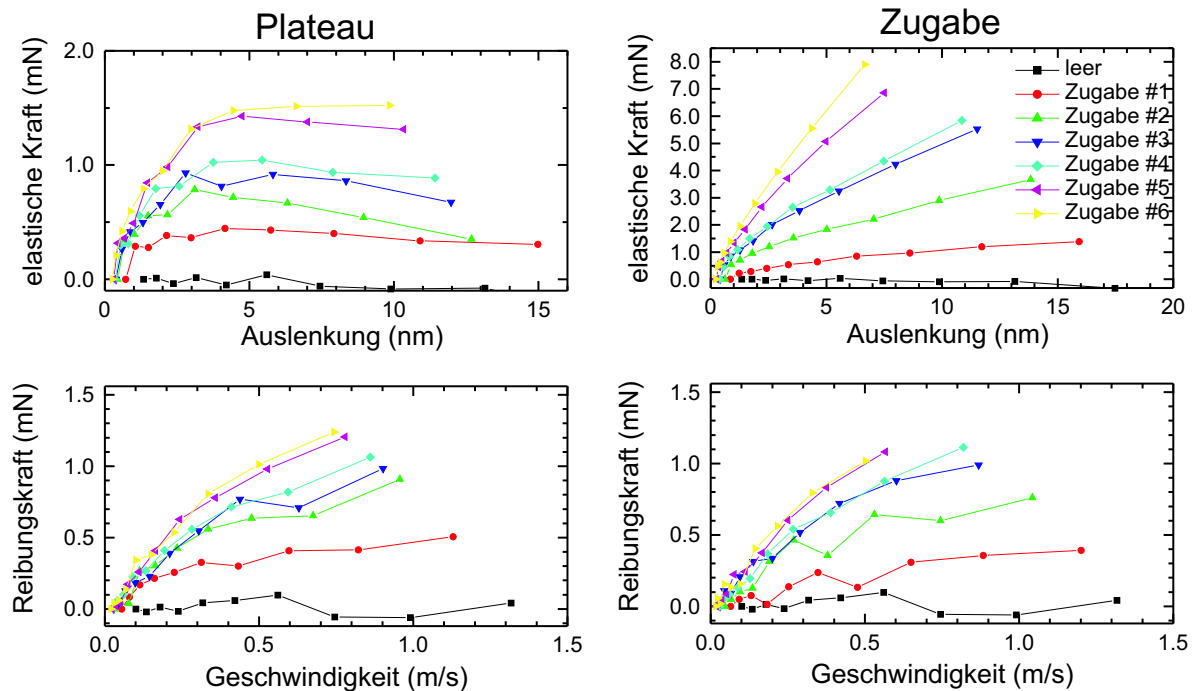 Plateau
Zugabe
elastische Kraft (mN)
2.0
1.0
0.0
0
5
10
15
Auslenkung (nm)
elastische Kraft (mN)
8.0
7.0
6.0
5.0
4.0
3.0
2.0
1.0
0.0
0
5
10
15
20
Auslenkung (nm)
leer
Zugabe #1
Zugabe #2
Zugabe #3
Zugabe #4
Zugabe #5
Zugabe #6
Reibungskraft (mN)
1.5
1.0
0.5
0.0
0.0
0.5
1.0
1.5
Geschwindigkeit (m/s)
Reibungskraft (mN)
1.5
1.0
0.5
0.0
0.0
0.5
1.0
1.5
Geschwindigkeit (m/s)